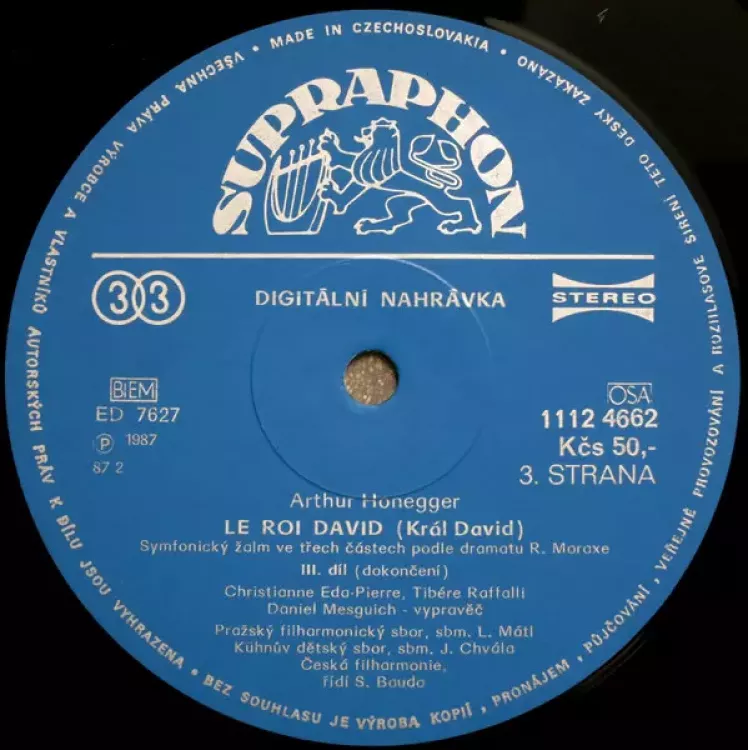 VŠECHNA PRÁVA VÝROBCE A VLASTNÍKŮ AUTORSKÝCH PRÁV K DÍLU JSOU VYHRAZENA • BEZ SOUHLASU JE VÝROBA KOPIÍ, PRONÁJEM, PŮJČOVÁNÍ, VEŘEJNÉ PROVOZOVÁNÍ V ROZHLASOVÉ ŠÍŘENÍ TÉTO DESKY ZAKÁZÁNO
• MADE IN CZECHOSLOVAKIA •
SUPRAPHON
33
DIGITÁLNÍ NAHRÁVKA
STEREO
BIEM
OSA
ED 7627
1112 4662
℗ 1987
Kčs 50,-
87 2
3. STRANA
Arthur Honegger
LE ROI DAVID (Král David)
Symfonický žalm ve třech částech podle dramatu R. Moraxe
III. díl (dokončení)
Christianne Eda-Pierre, Tibére Raffalli
Daniel Mesguich - vypravěč
Pražský filharmonický sbor, sbm. L. Mátl
Kühnův dětský sbor, sbm. J. Chvála
Česká filharmonie,
řídí S. Baudo